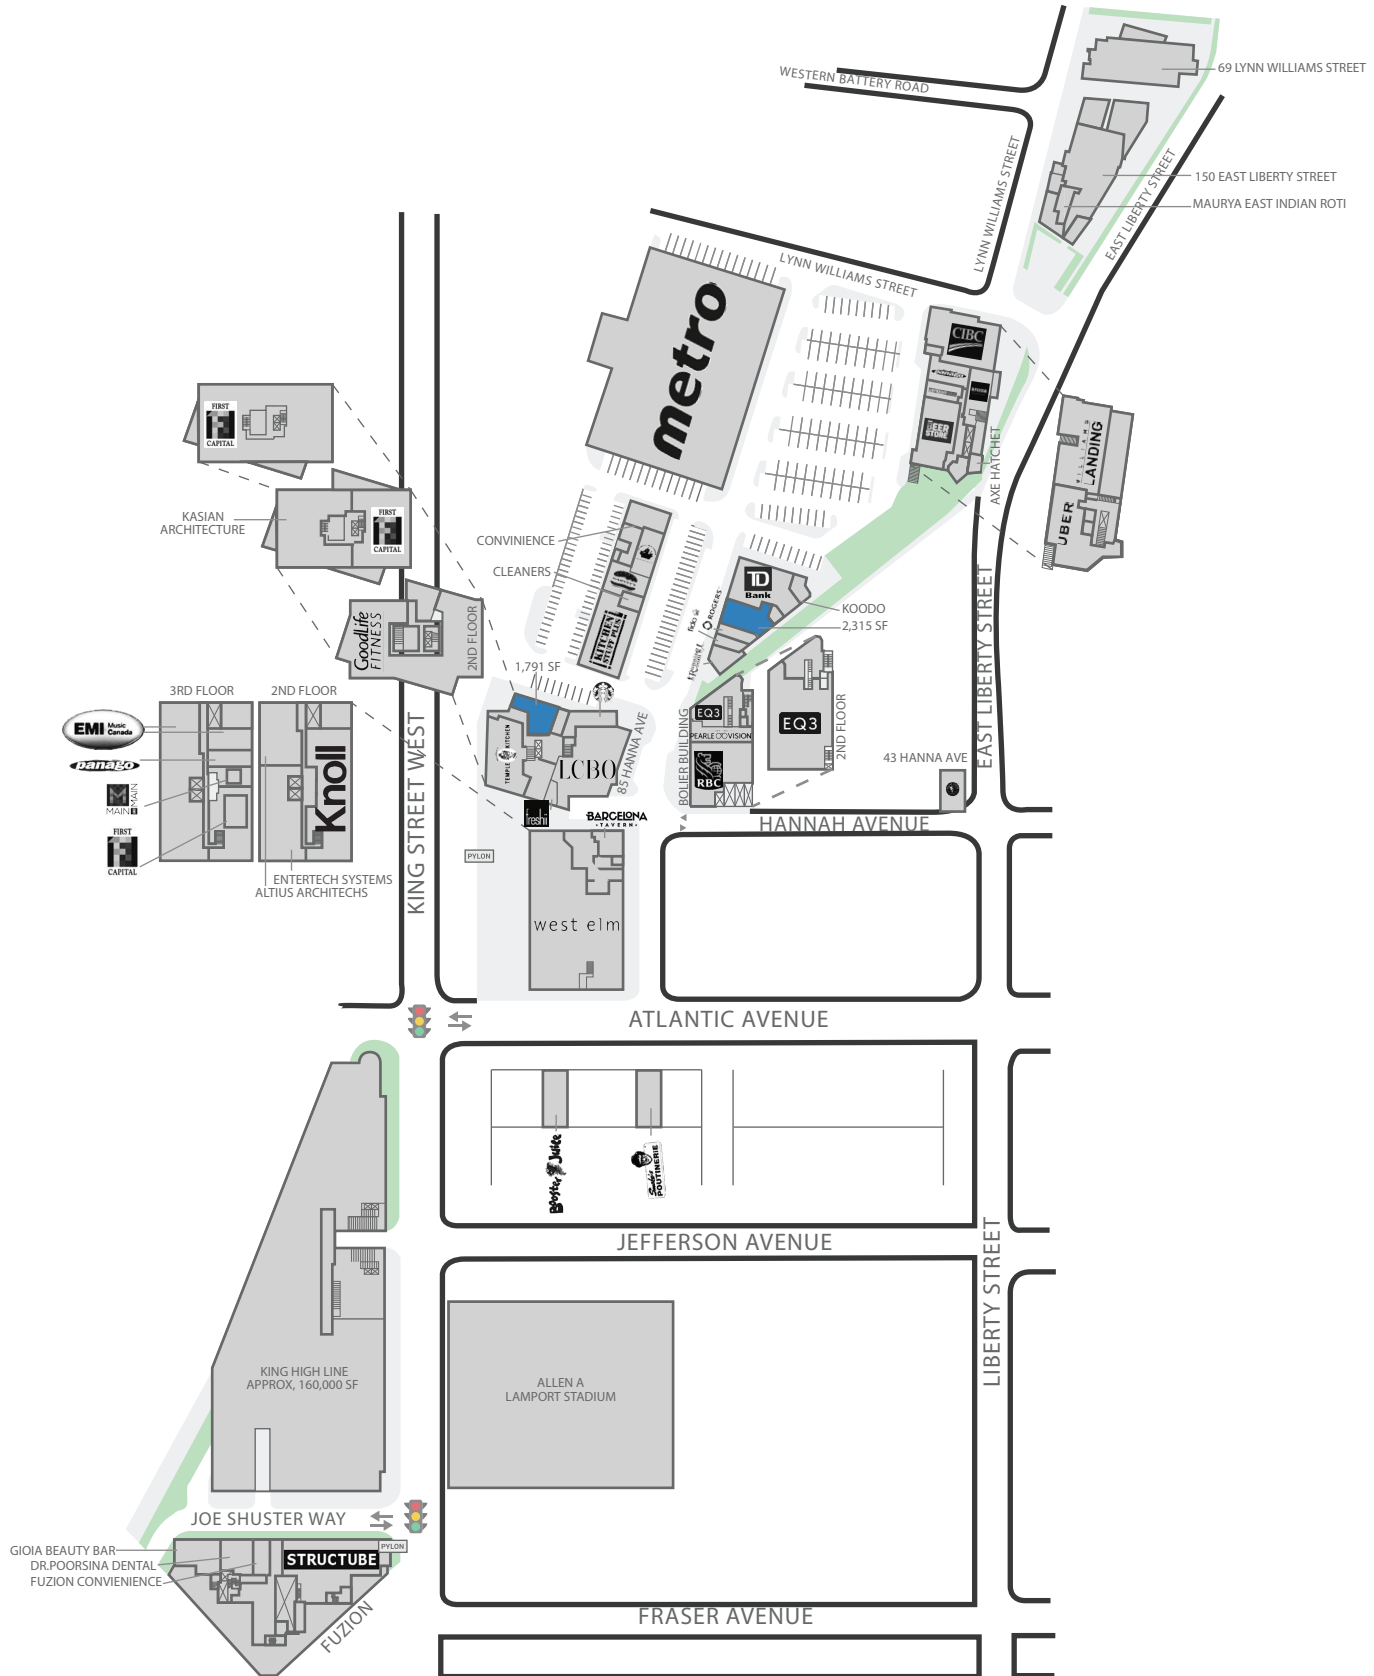 69 LYNN WILLIAMS STREET
WESTERN BATTERY ROAD
LYNN WILLIAMS STREET
150 EAST LIBERTY STREET
MAURYA EAST INDIAN ROTI
EAST LIBERTY STREET
LYNN WILLIAMS STREET
metro
CIBC
BEER
STORE
AXE HATCHET
WILLIAMS
LANDING
UBER
FIRST
CAPITAL
KASIAN
ARCHITECTURE
FIRST
CAPITAL
GoodLife
FITNESS
2ND FLOOR
CONVINIENCE
CLEANERS
KITCHEN
STUFF PLUS
TD
Bank
ROGERS
fido
KOODO
2,315 SF
1,791 SF
TEMPLE KITCHEN
LCBO
85 HANNA AVE
freshii
BARCELONA
TAVERN
BOLIER BUILDING
EQ3
PEARLE VISION
RBC
EQ3
2ND FLOOR
43 HANNA AVE
EAST LIBERTY STREET
HANNAH AVENUE
3RD FLOOR
2ND FLOOR
EMI Music
Canada
panago
MAIN MAIN
FIRST
CAPITAL
Knoll
ENTERTECH SYSTEMS
ALTIUS ARCHITECHS
KING STREET WEST
PYLON
west elm
ATLANTIC AVENUE
Booster Juice
Smoke's
POUTINERIE
JEFFERSON AVENUE
LIBERTY STREET
KING HIGH LINE
APPROX, 160,000 SF
ALLEN A
LAMPORT STADIUM
JOE SHUSTER WAY
PYLON
GIOIA BEAUTY BAR
DR.POORSINA DENTAL
FUZION CONVIENIENCE
STRUCTUBE
FUZION
FRASER AVENUE